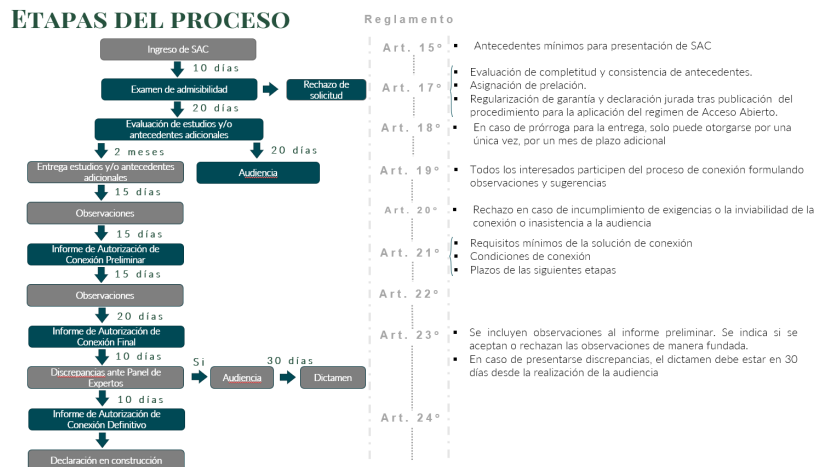 ETAPAS DEL PROCESO
Reglamento
Ingreso de SAC
10 días
Examen de admisibilidad
Rechazo de
solicitud
20 días
Evaluación de estudios y/o
antecedentes adicionales
2 meses
20 días
Entrega estudios y/o antecedentes
adicionales
Audiencia
15 días
Observaciones
15 días
Informe de Autorización de
Conexión Preliminar
15 días
Observaciones
20 días
Informe de Autorización de
Conexión Final
10 días
Discrepancias ante Panel de
Expertos
Si
Audiencia
30 días
Dictamen
10 días
Informe de Autorización de
Conexión Definitivo
Declaración en construcción
Art. 15º
▪ Antecedentes mínimos para presentación de SAC
Art. 17º
▪ Evaluación de completitud y consistencia de antecedentes.
▪ Asignación de prelación.
▪ Regularización de garantía y declaración jurada tras publicación del
procedimiento para la aplicación del regimen de Acceso Abierto.
Art. 18º
▪ En caso de prórroga para la entrega, solo puede otorgarse por una
única vez, por un mes de plazo adicional
Art. 19º
▪ Todos los interesados participen del proceso de conexión formulando
observaciones y sugerencias
Art. 20º
▪ Rechazo en caso de incumplimiento de exigencias o la inviabilidad de la
conexión o inasistencia a la audiencia
Art. 21º
▪ Requisitos mínimos de la solución de conexión
▪ Condiciones de conexión
▪ Plazos de las siguientes etapas
Art. 22º
Art. 23º
▪ Se incluyen observaciones al informe preliminar. Se indica si se
aceptan o rechazan las observaciones de manera fundada.
▪ En caso de presentarse discrepancias, el dictamen debe estar en 30
días desde la realización de la audiencia
Art. 24º